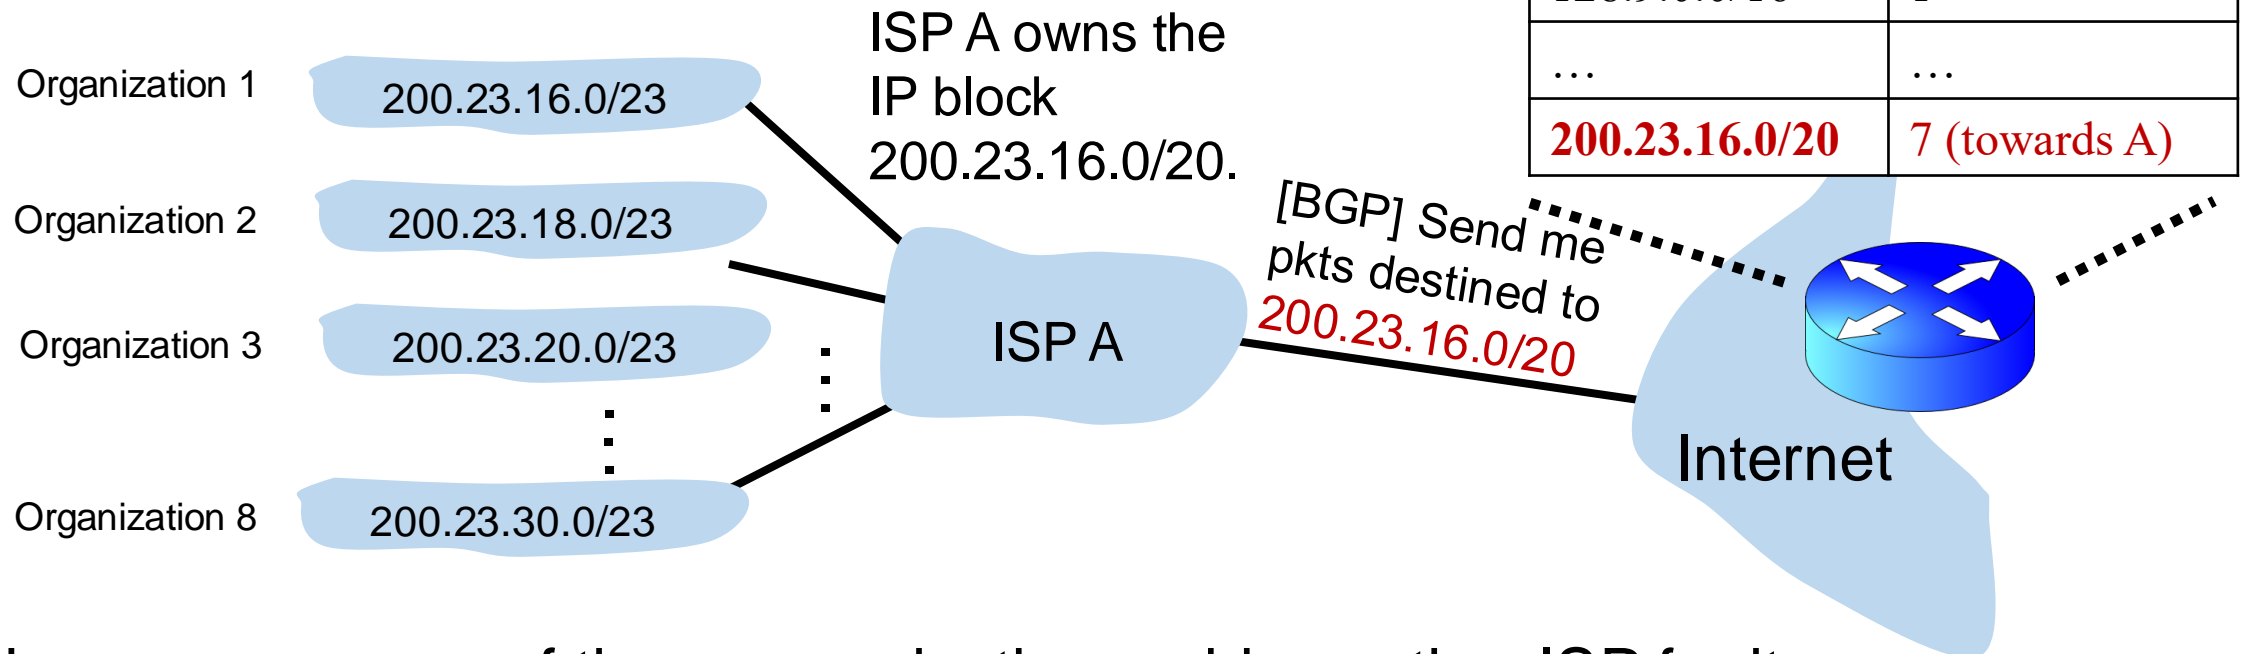 ISP A owns the
IP block
200.23.16.0/20.
Organization 1
200.23.16.0/23
Organization 2
200.23.18.0/23
Organization 3
200.23.20.0/23
Organization 8
200.23.30.0/23
ISP A
[BGP] Send me
pkts destined to
200.23.16.0/20
… …
200.23.16.0/20 7 (towards A)
Internet